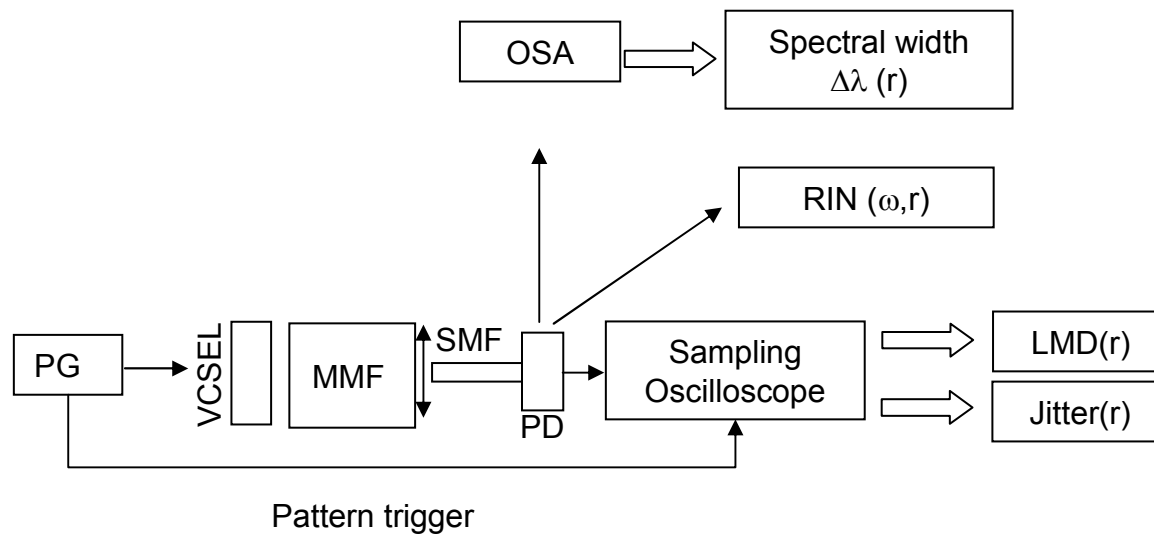 OSA
Spectral width
Δλ (r)
RIN (ω,r)
PG
VCSEL
MMF
SMF
PD
Sampling
Oscilloscope
LMD(r)
Jitter(r)
Pattern trigger